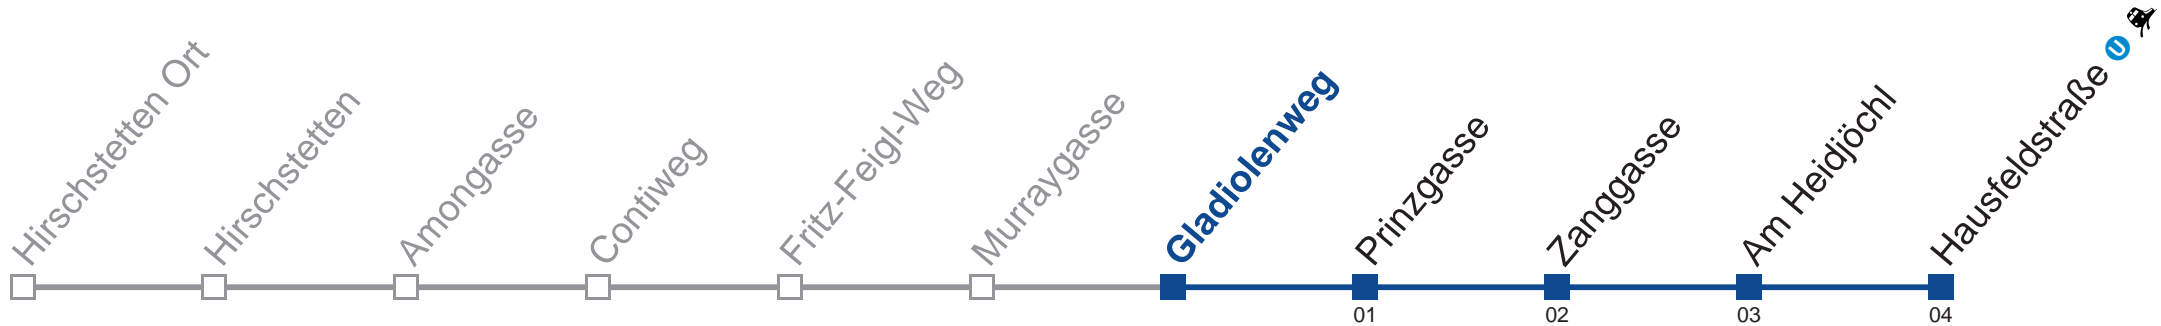 Hirschstetten Ort
Hirschstetten
Amongasse
Contiweg
Fritz-Feigl-Weg
Murraygasse
Gladiolenweg
Prinzgasse
Zanggasse
Am Heidjöchl
Hausfeldstraße U
01 02 03 04